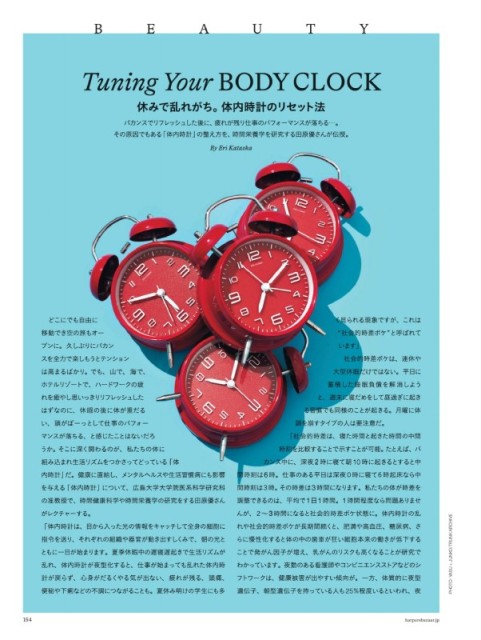 BEAUTY
Tuning Your BODY CLOCK
休みで乱れがち。体内時計のリセット法
バカンスでリフレッシュした後に、疲れが残り仕事のパフォーマンスが落ちる…。
その原因でもある「体内時計」の整え方を、時間栄養学を研究する田原優さんが伝授。
By Eri Kataoka
どこにでも自由に
移動でき空の旅もオー
プンに。久しぶりにバカン
スを全力で楽しもうとテンション
は高まるばかり。でも、山で、海で、
ホテルリゾートで、ハードワークの疲
れを癒やし思いっきりリフレッシュした
はずなのに、休暇の後に体が重だる
い、頭がぼーっとして仕事のパフォー
マンスが落ちる、と感じたことはないだろ
うか。そこに深く関わるのが、私たちの体に
組み込まれ生活リズムをつかさどっている「体
内時計」だ。健康に直結し、メンタルヘルスや生活習慣病にも影響
を与える「体内時計」について、広島大学大学院医系科学研究科
の准教授で、時間健康科学や時間栄養学の研究をする田原優さん
がレクチャーする。
「体内時計は、目から入った光の情報をキャッチして全身の細胞に
指令を送り、それぞれの組織や器官が動き出すしくみで、朝の光と
ともに一日が始まります。夏季休暇中の遅寝遅起きで生活リズムが
乱れ、体内時計が夜型化すると、仕事が始まっても乱れた体内時
計が戻らず、心身がだるくやる気が出ない、疲れが残る、頭痛、
便秘や下痢などの不調につながることも。夏休み明けの学生にも多
く見られる現象ですが、これは
“社会的時差ボケ”と呼ばれて
います」
社会的時差ボケは、連休や
大型休暇だけではない。平日に
蓄積した睡眠負債を解消しよう
と、週末に寝だめをして昼過ぎに起き
る習慣でも同様のことが起きる。月曜に体
調を崩すタイプの人は要注意だ。
「社会的時差は、寝た時間と起きた時間の中間
時刻を比較することで示すことが可能。たとえば、バ
カンス中に、深夜2時に寝て朝10時に起きるとすると中
間時刻は6時。仕事のある平日は深夜0時に寝て6時起床なら中
間時刻は3時。その時差は3時間になります。私たちの体が時差を
調整できるのは、平均で1日1時間。1時間程度なら問題ありませ
んが、2〜3時間になると社会的時差ボケ状態に。体内時計の乱
れや社会的時差ボケが長期間続くと、肥満や高血圧、糖尿病、さ
らに慢性化すると体の中の歯車が狂い細胞本来の働きが低下する
ことで発がん因子が増え、乳がんのリスクも高くなることが研究で
わかっています。夜勤のある看護師やコンビニエンスストアなどのシ
フトワークは、健康被害が出やすい傾向が。一方、体質的に夜型
遺伝子、朝型遺伝子を持っている人も25%程度いるといわれ、夜
154
harpersbazaar.jp